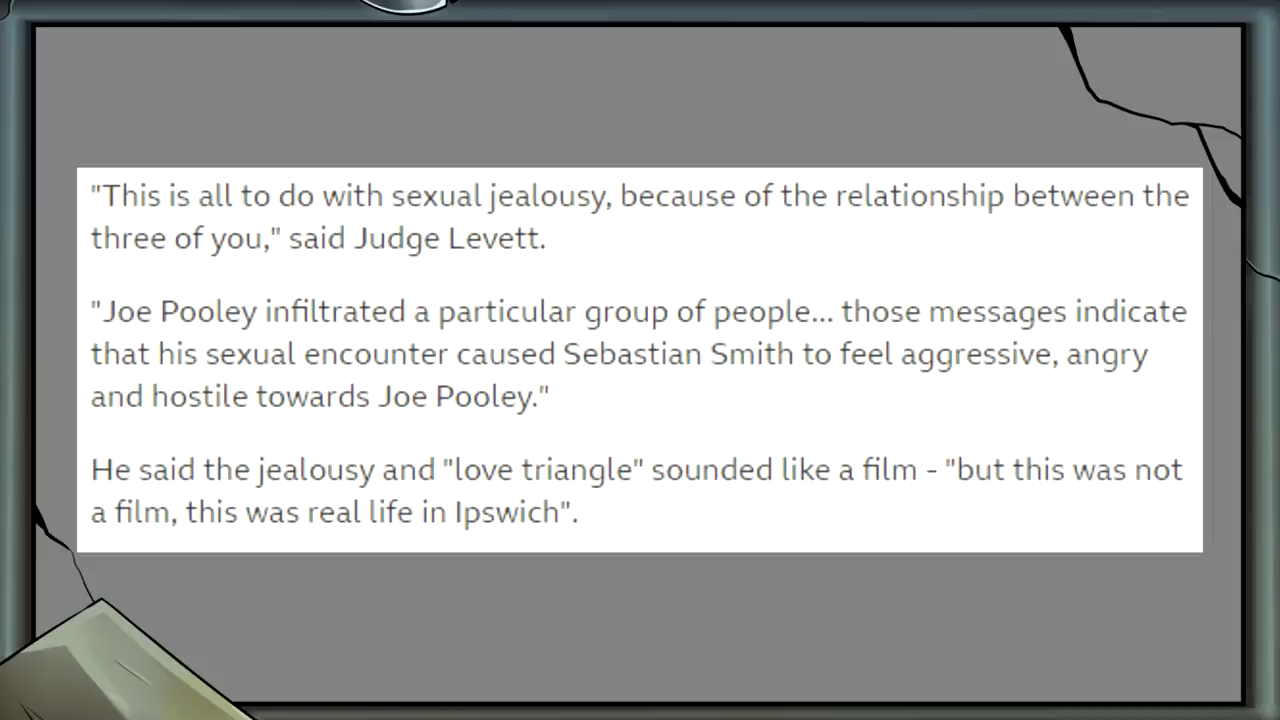 "This is all to do with sexual jealousy, because of the relationship between the
three of you," said Judge Levett.
"Joe Pooley infiltrated a particular group of people... those messages indicate
that his sexual encounter caused Sebastian Smith to feel aggressive, angry
and hostile towards Joe Pooley."
He said the jealousy and "love triangle" sounded like a film - "but this was not
a film, this was real life in Ipswich".